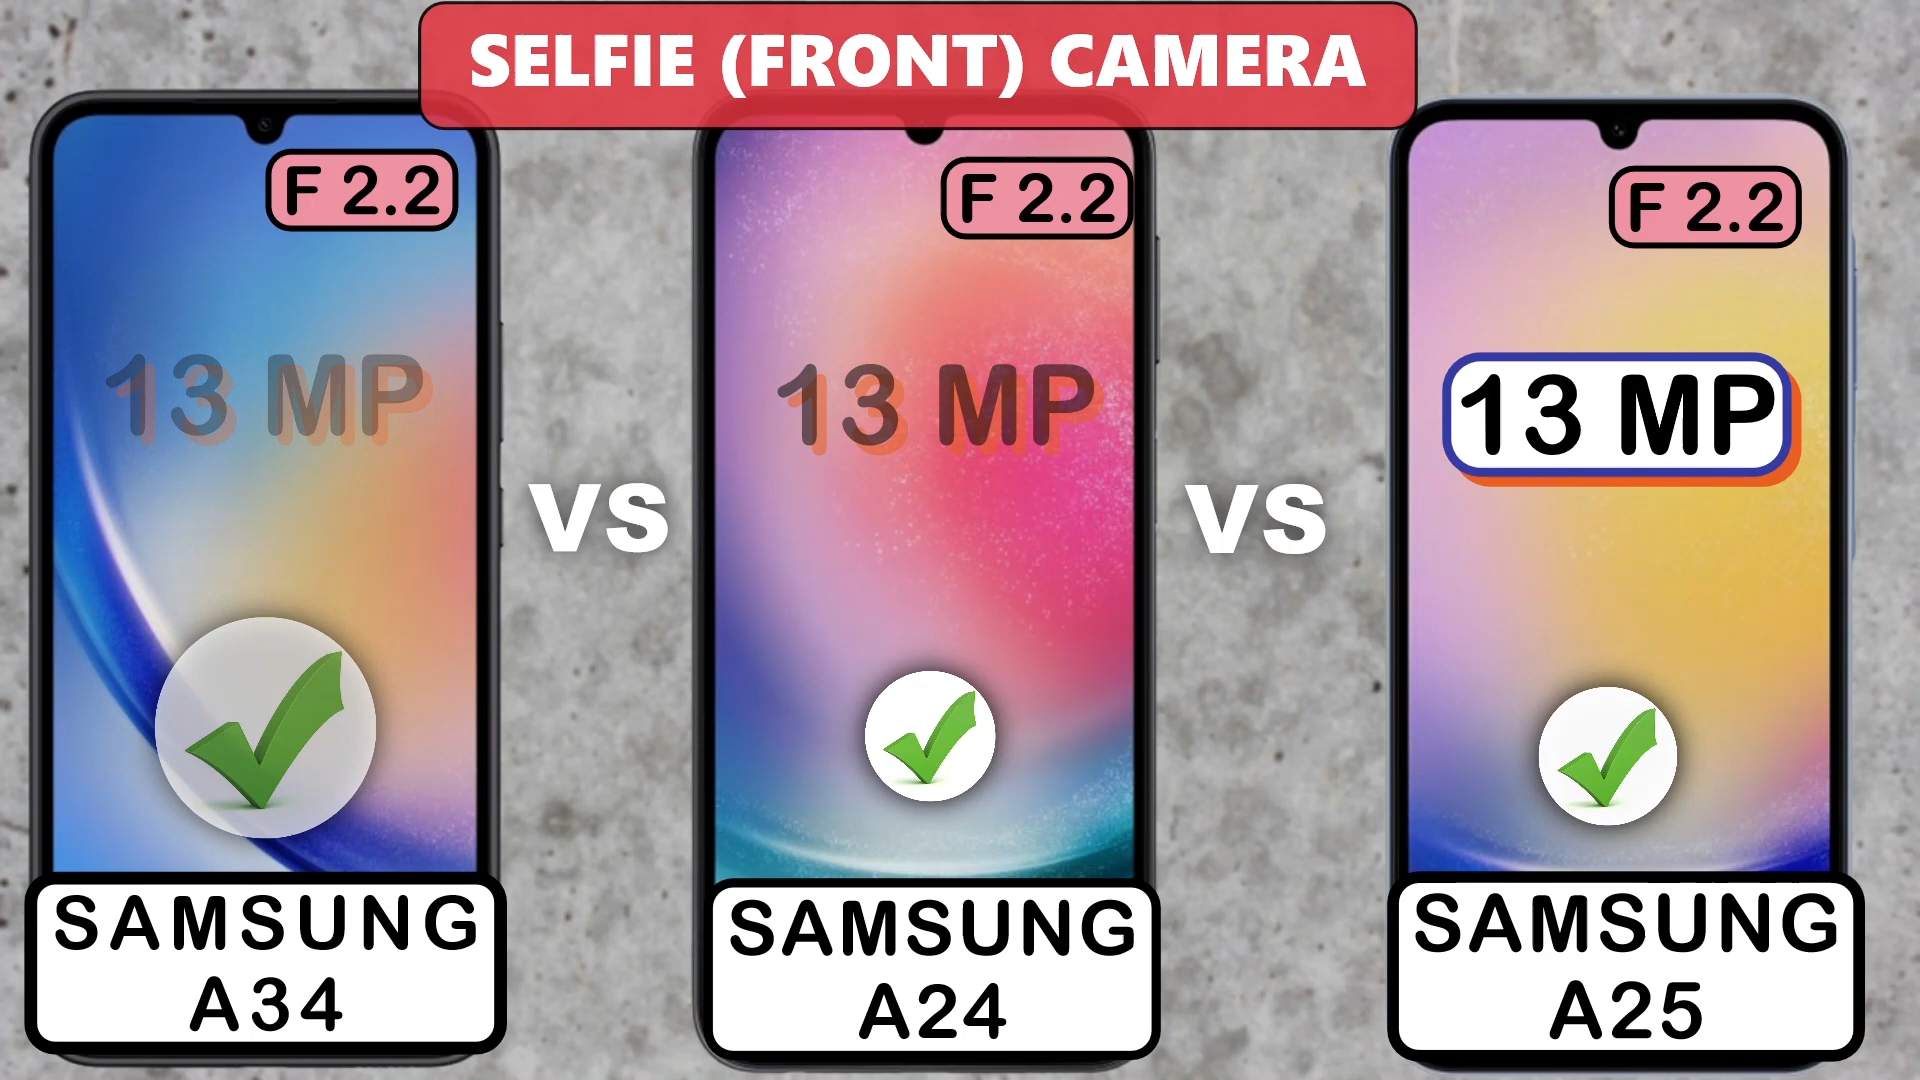 SELFIE (FRONT) CAMERA
F 2.2
F 2.2
F 2.2
13 MP
13 MP
13 MP
VS
VS
SAMSUNG
A34
SAMSUNG
A24
SAMSUNG
A25